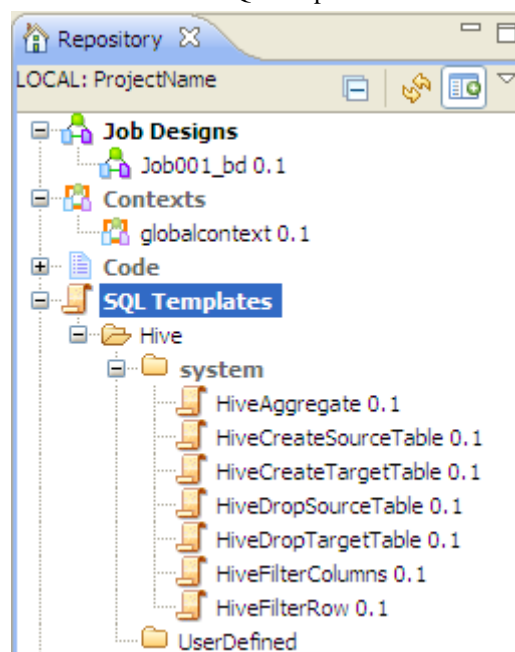 Repository
LOCAL: ProjectName
Job Designs
Job001_bd 0.1
Contexts
globalcontext 0.1
Code
SQL Templates
Hive
system
HiveAggregate 0.1
HiveCreateSourceTable 0.1
HiveCreateTargetTable 0.1
HiveDropSourceTable 0.1
HiveDropTargetTable 0.1
HiveFilterColumns 0.1
HiveFilterRow 0.1
UserDefined